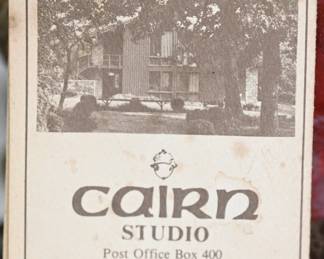 Cairn
STUDIO
Post Office Box 400